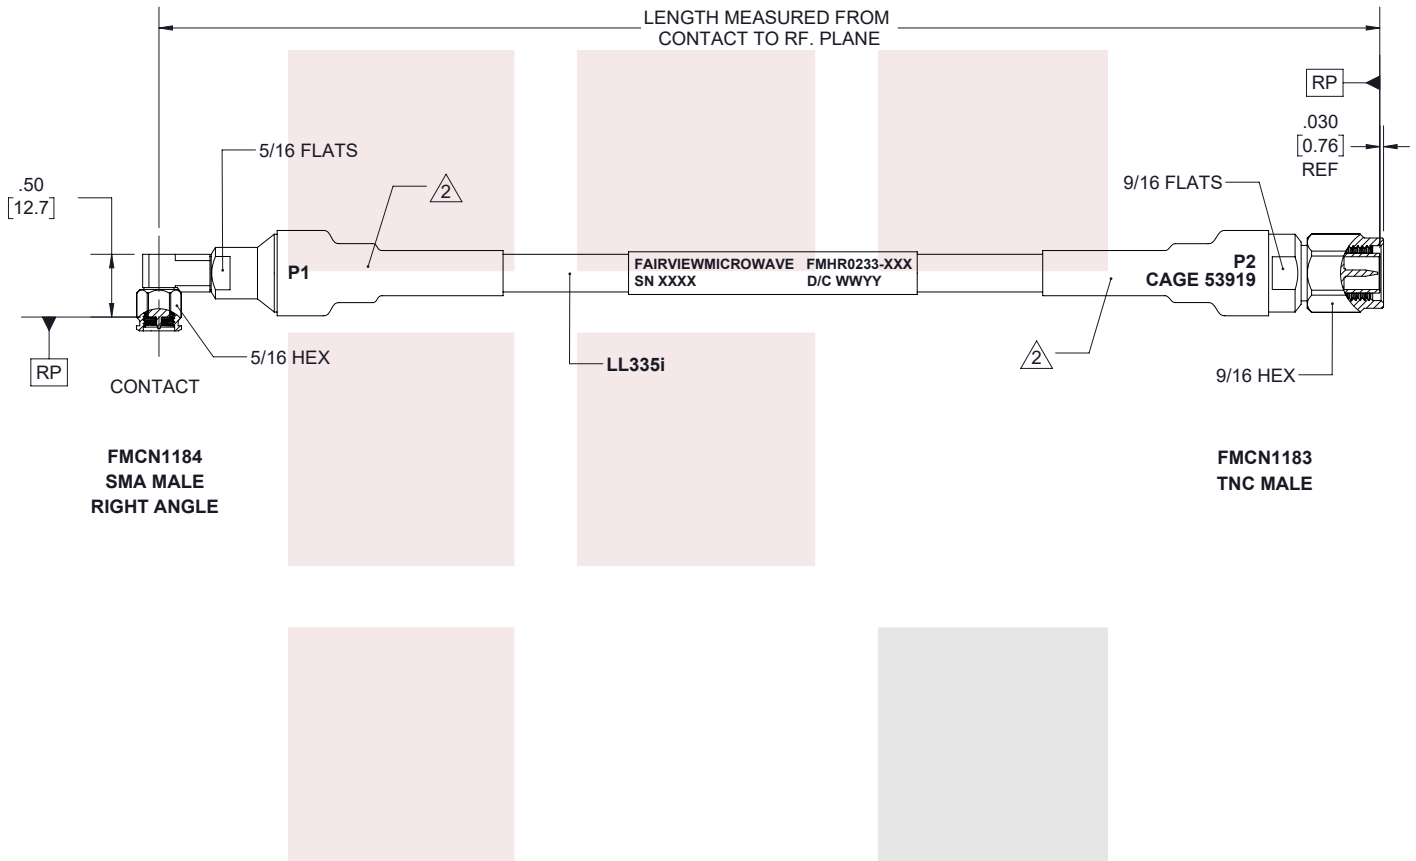 LENGTH MEASURED FROM
CONTACT TO RF. PLANE
RP
.030
[0.76]
REF
5/16 FLATS
.50
[12.7]
2
9/16 FLATS
P1
FAIRVIEWMICROWAVE FMHR0233-XXX
SN XXXX D/C WWYY
P2
CAGE 53919
5/16 HEX
LL335i
2
9/16 HEX
RP
CONTACT
FMCN1184
SMA MALE
RIGHT ANGLE
FMCN1183
TNC MALE